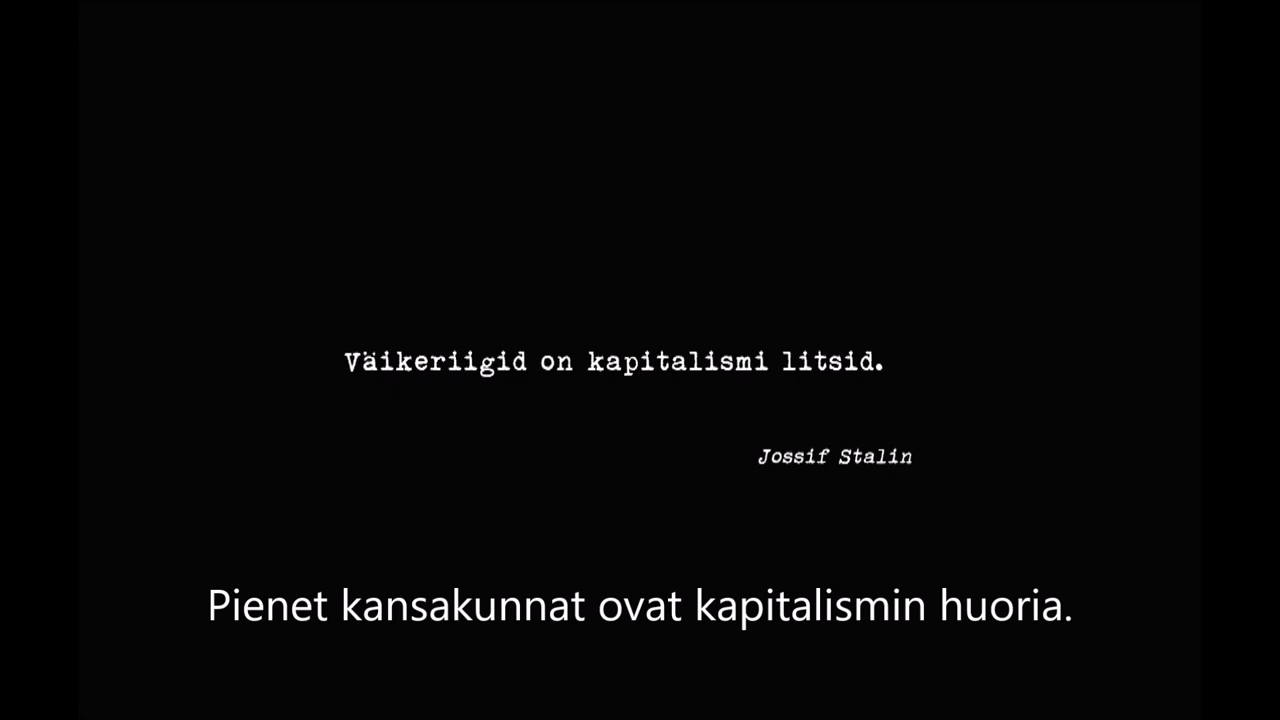 Väikeriigid on kapitalismi litsid.
Jossif Stalin
Pienet kansakunnat ovat kapitalismin huoria.